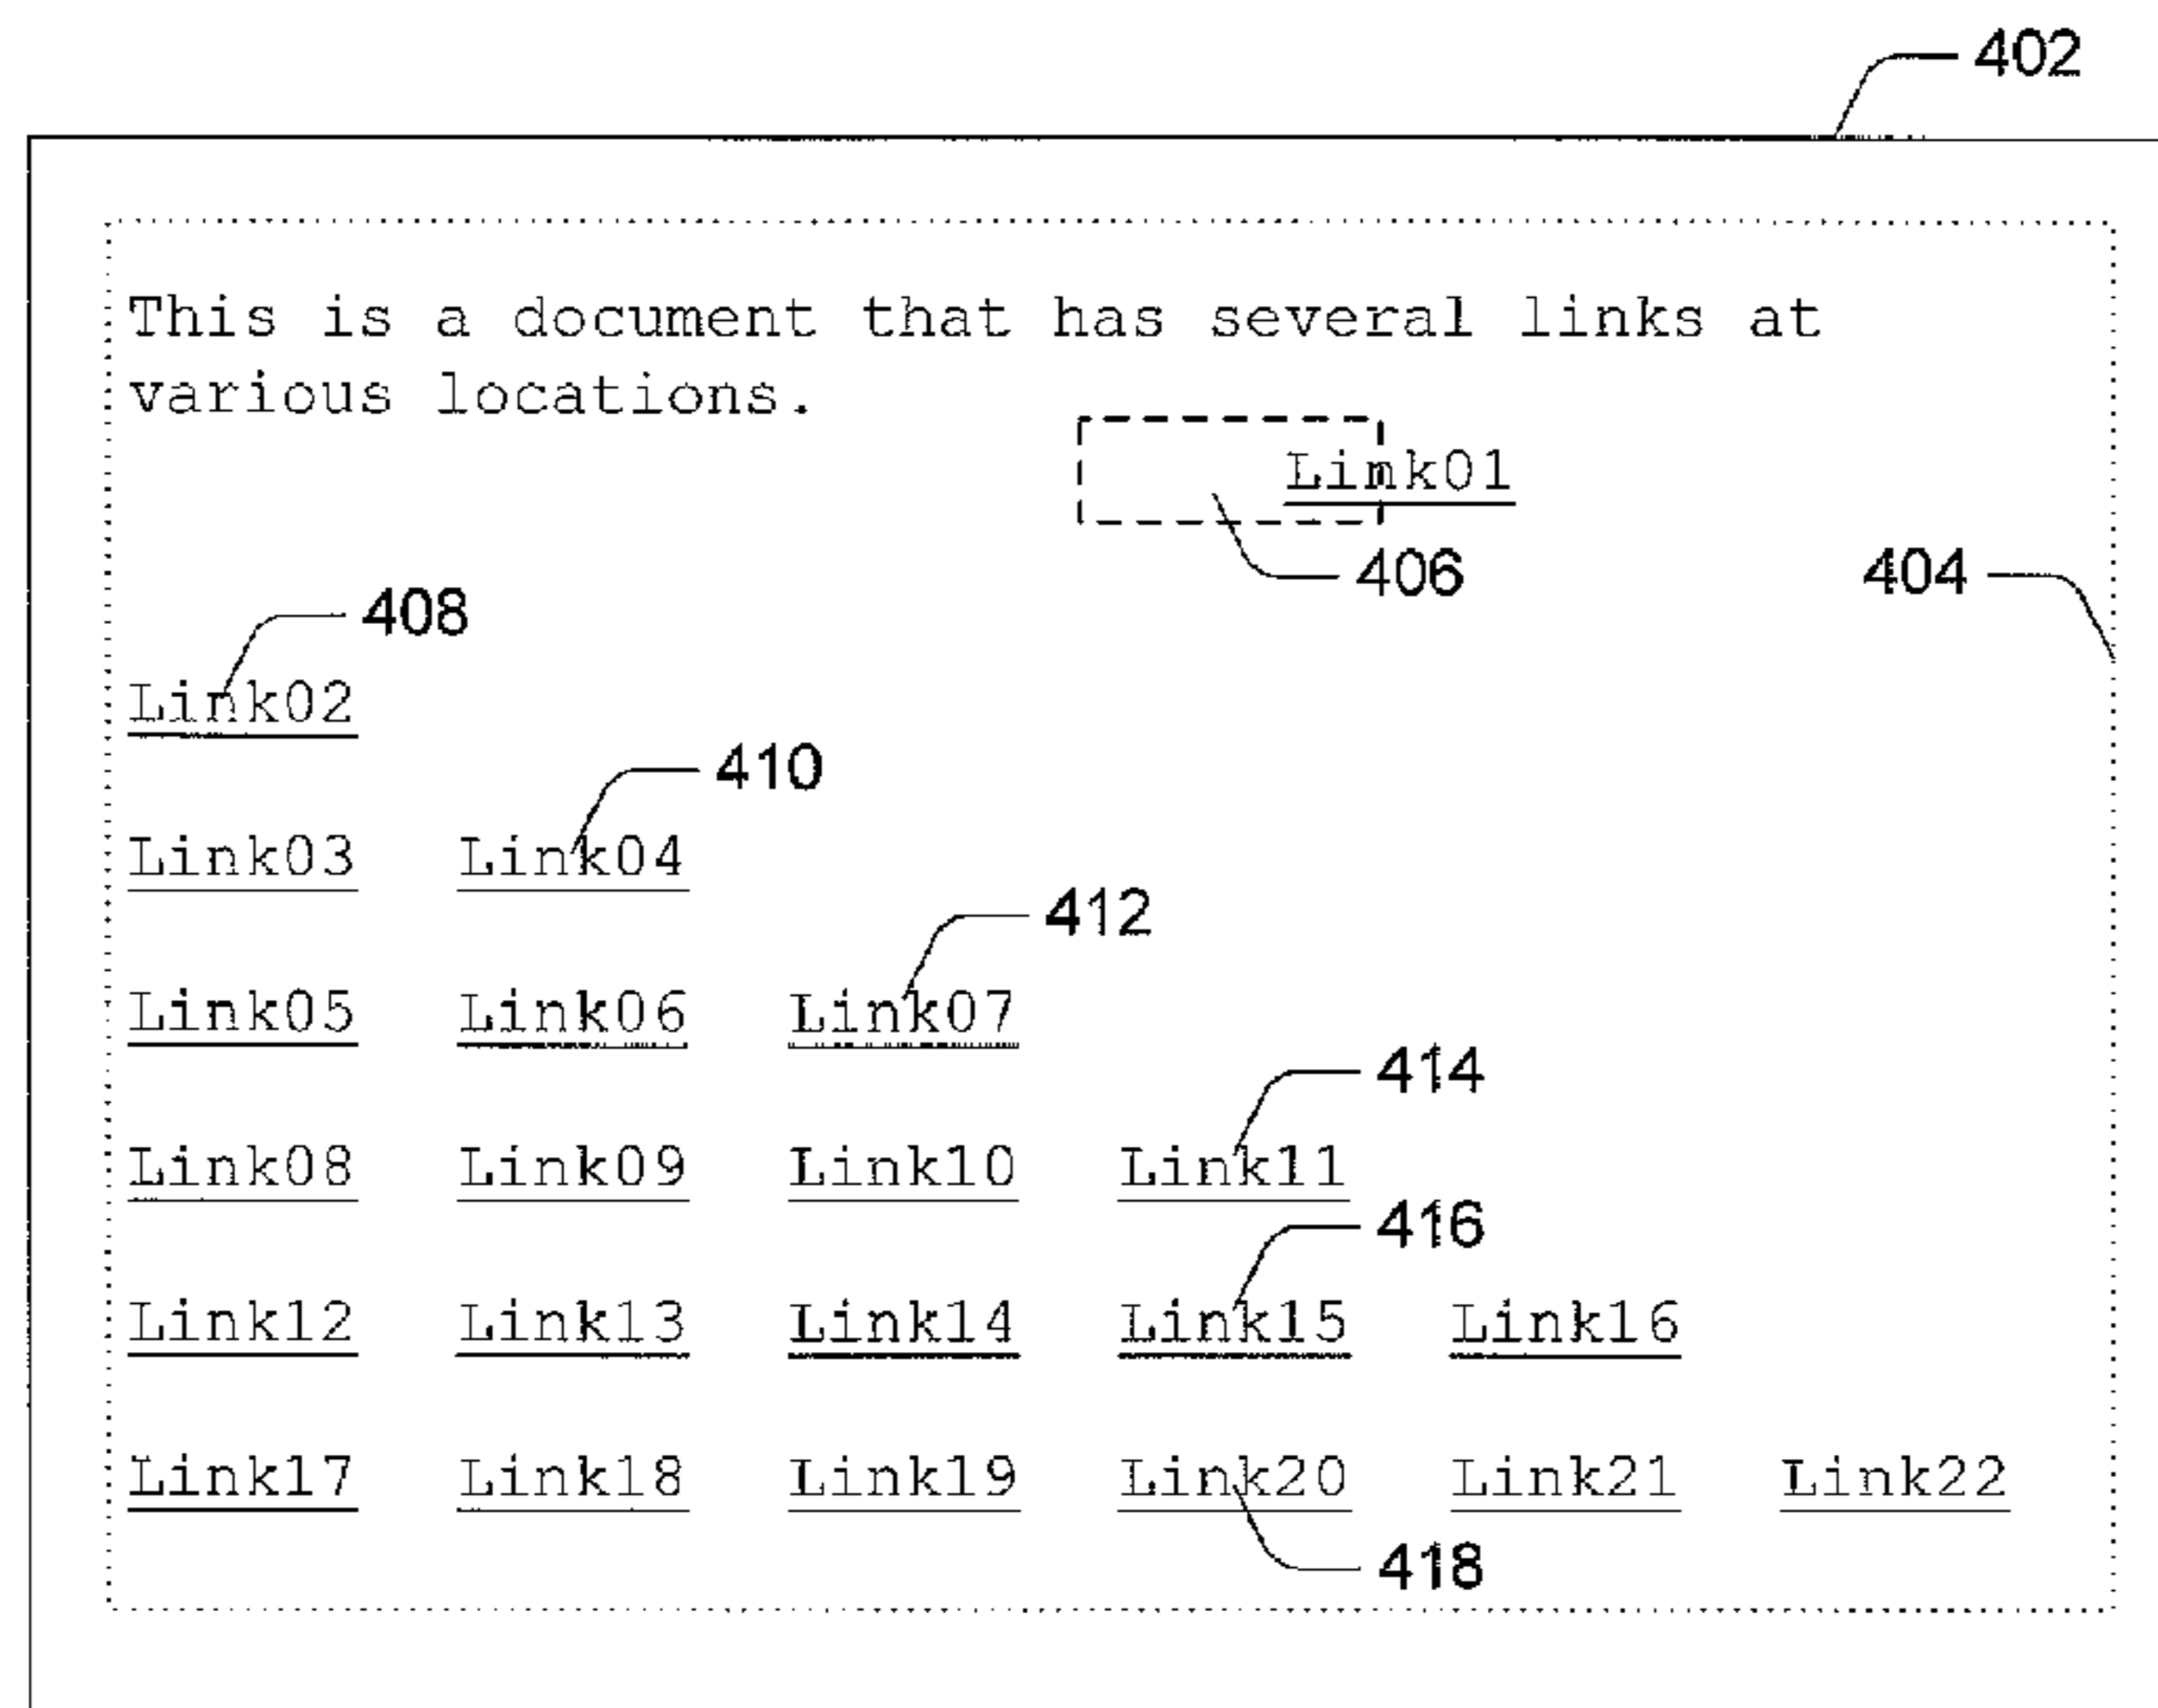 402
This is a document that has several links at
various locations.
Link01
406
404
408
Link02
410
Link03 Link04
412
Link05 Link06 Link07
414
Link08 Link09 Link10 Link11
416
Link12 Link13 Link14 Link15 Link16
Link17 Link18 Link19 Link20 Link21 Link22
418